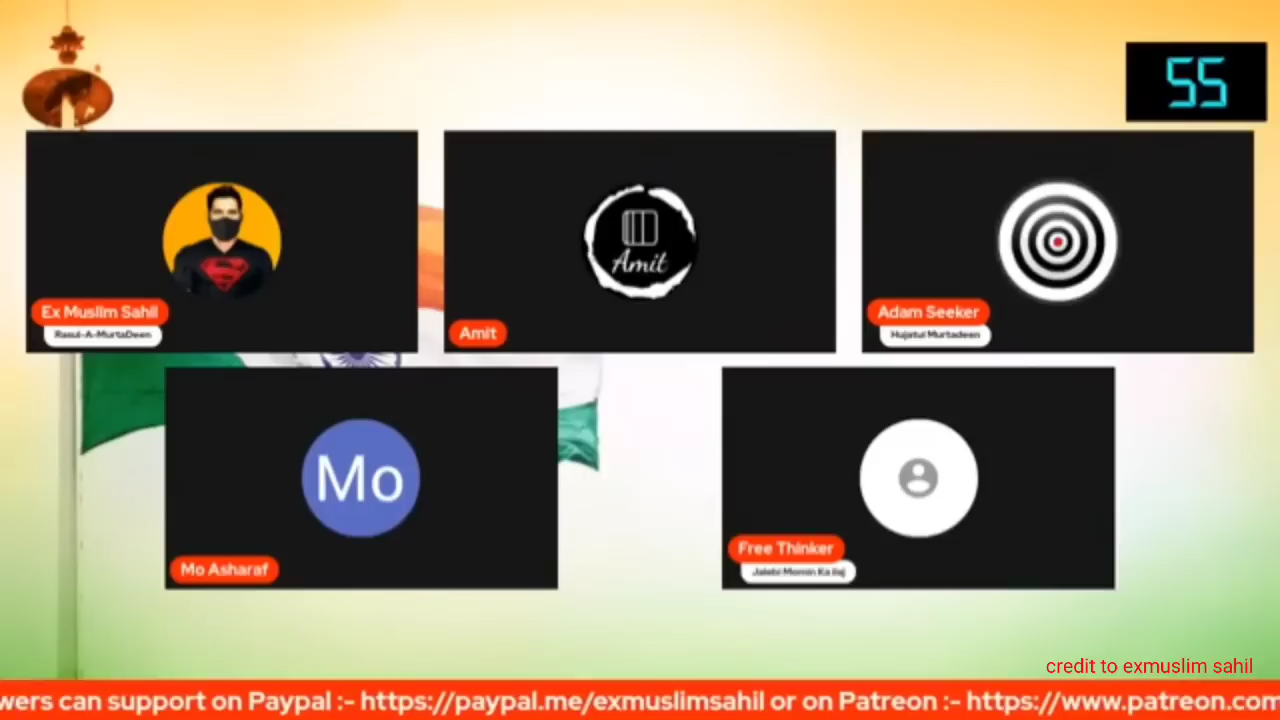 55
Ex Muslim Sahil
Rasul-A-MurtaDeen
Amit
Amit
Adam Seeker
Hujatul Murtadeen
Mo
Mo Asharaf
Free Thinker
Jalebi Momin Ka Ilaj
credit to exmuslim sahil
wers can support on Paypal :- https://paypal.me/exmuslimsahil or on Patreon :- https://www.patreon.com